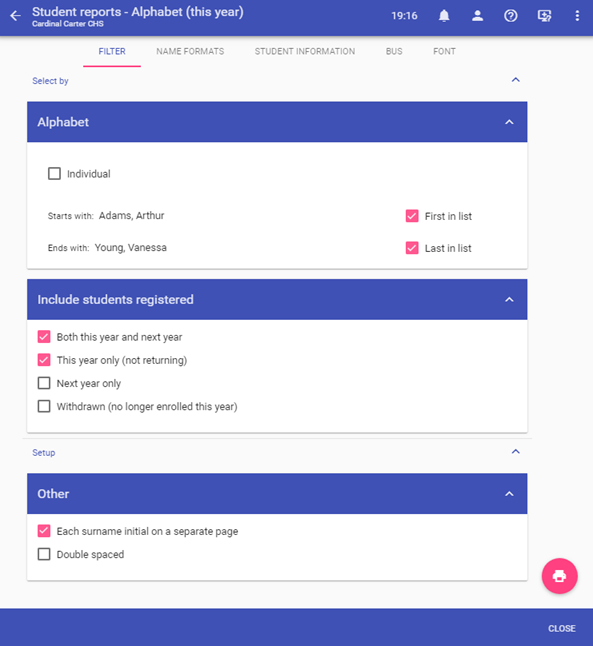 Student reports - Alphabet (this year)
Cardinal Carter CHS
19:16
FILTER NAME FORMATS STUDENT INFORMATION BUS FONT
Select by
Alphabet
Individual
Starts with: Adams, Arthur First in list
Ends with: Young, Vanessa Last in list
Include students registered
Both this year and next year
This year only (not returning)
Next year only
Withdrawn (no longer enrolled this year)
Setup
Other
Each surname initial on a separate page
Double spaced
CLOSE